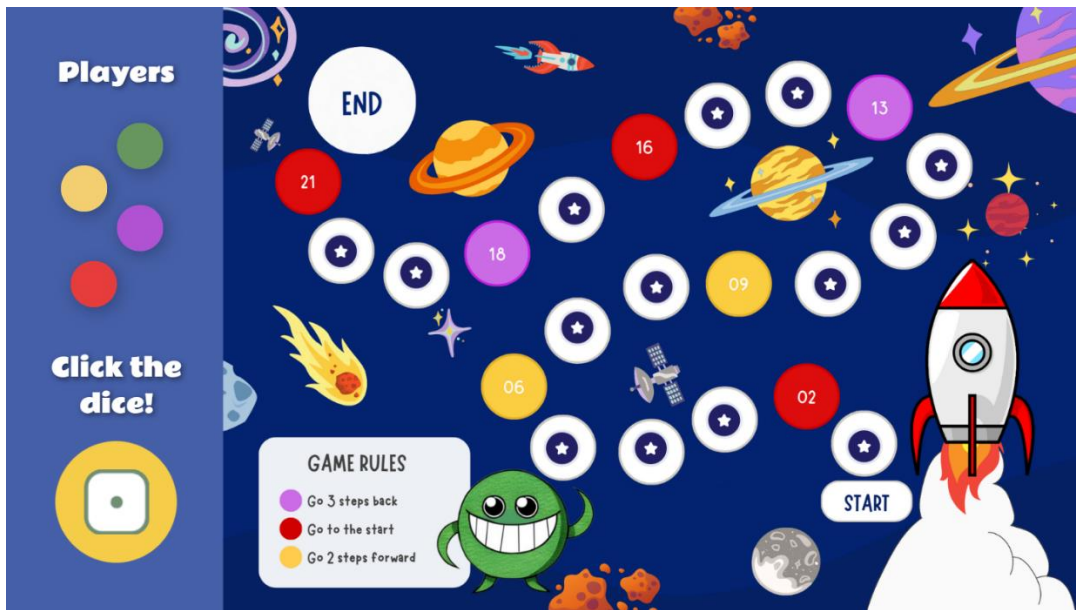 Players
Click the
dice!
END
21
18
16
13
09
06
02
START
GAME RULES
Go 3 steps back
Go to the start
Go 2 steps forward